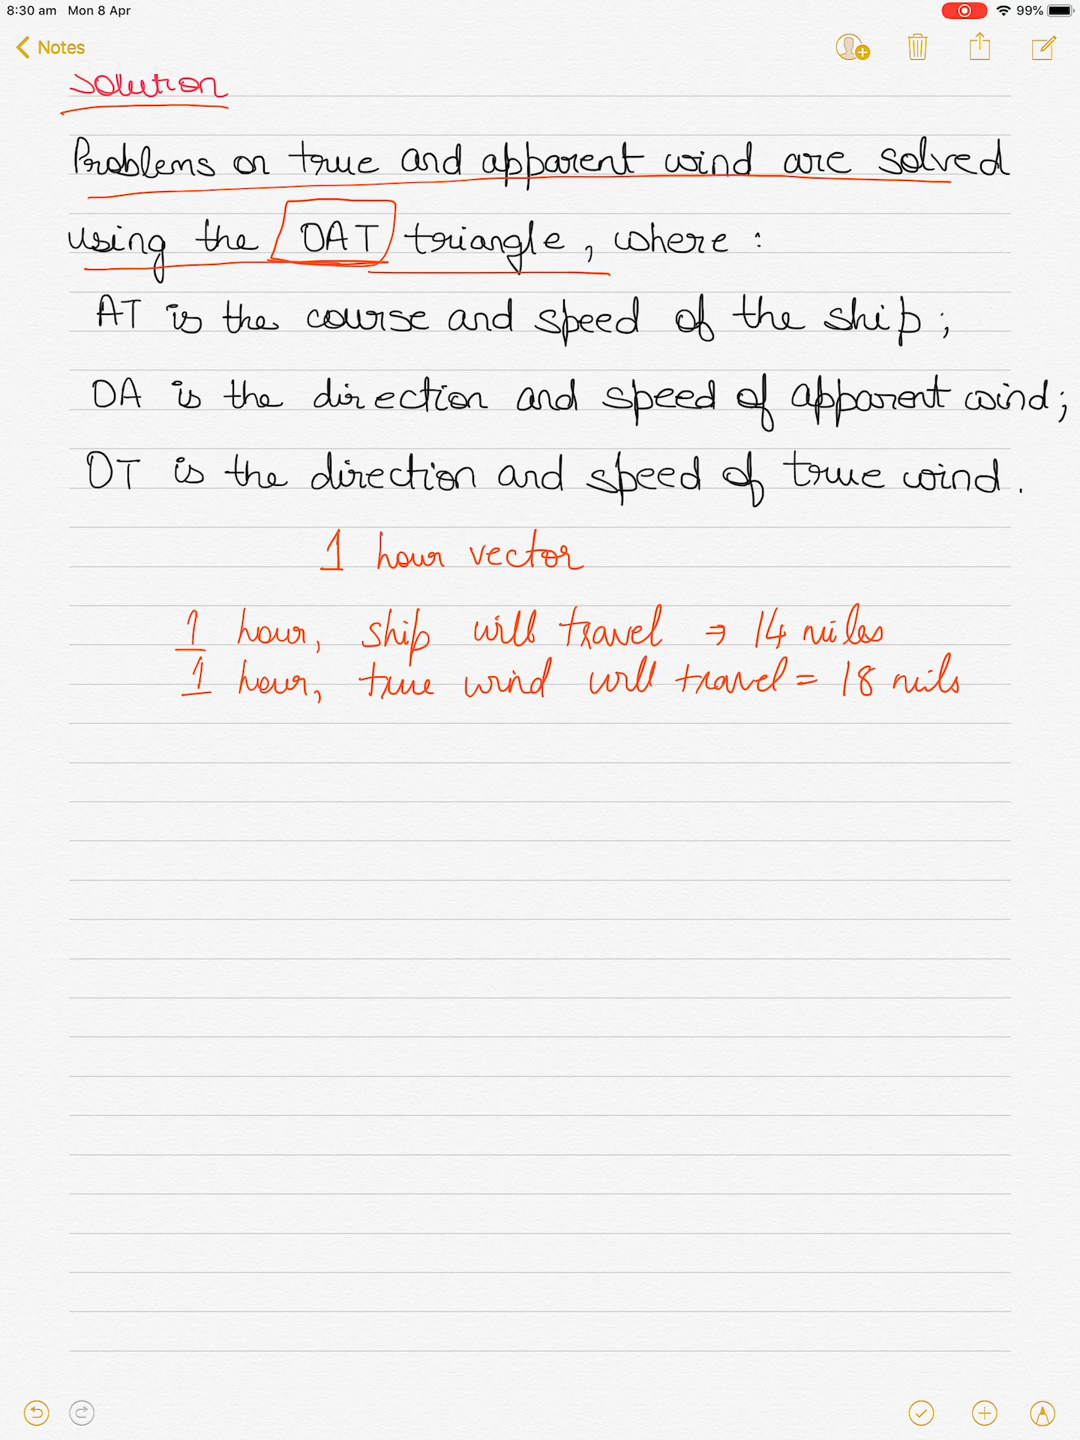 8:30 am Mon 8 Apr 99%
Notes
Solution
Problems on true and apparent wind are solved
using the OAT triangle, where :
AT is the course and speed of the ship ;
OA is the direction and speed of apparent wind ;
OT is the direction and speed of true wind .
1 hour vector
1 hour, ship will travel → 14 miles
1 hour, true wind will travel = 18 mils